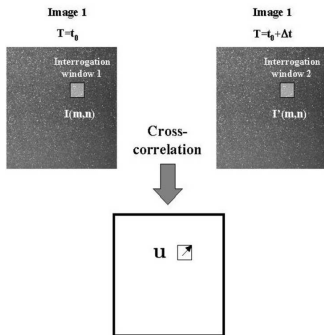 Image 1
T=t₀
Interrogation
window 1
I(m,n)
Image 1
T=t₀+Δt
Interrogation
window 2
I'(m,n)
Cross-
correlation
u